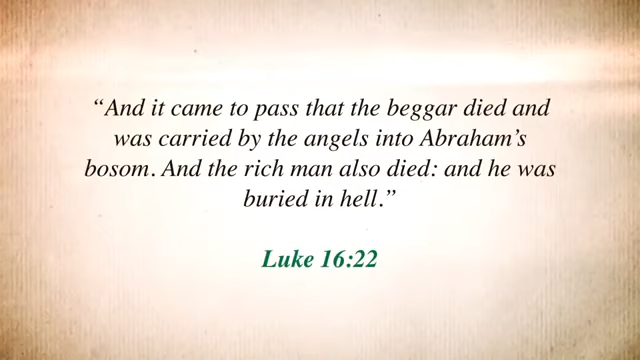 “And it came to pass that the beggar died and
was carried by the angels into Abraham’s
bosom. And the rich man also died: and he was
buried in hell.”
Luke 16:22